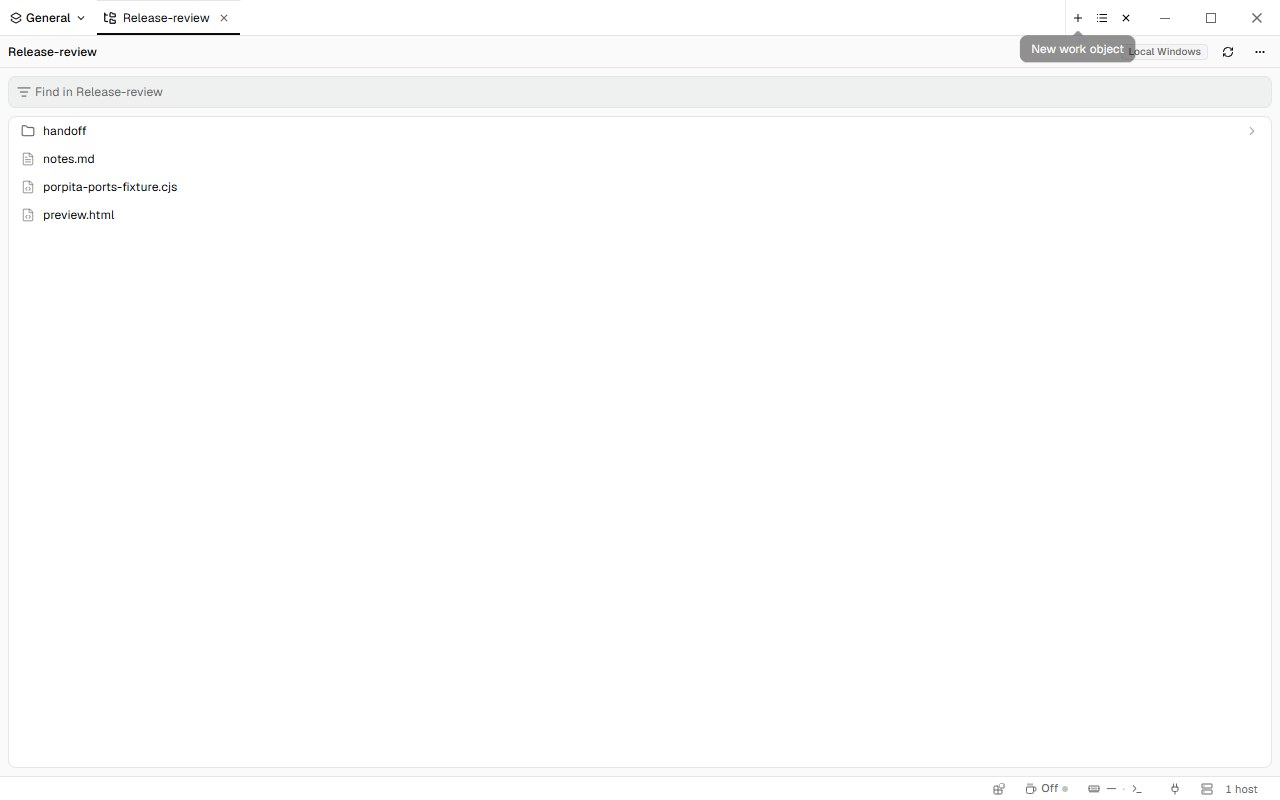 General
Release-review
Release-review
New work object
Local Windows
Find in Release-review
handoff
notes.md
porpita-ports-fixture.cjs
preview.html
Off
1 host